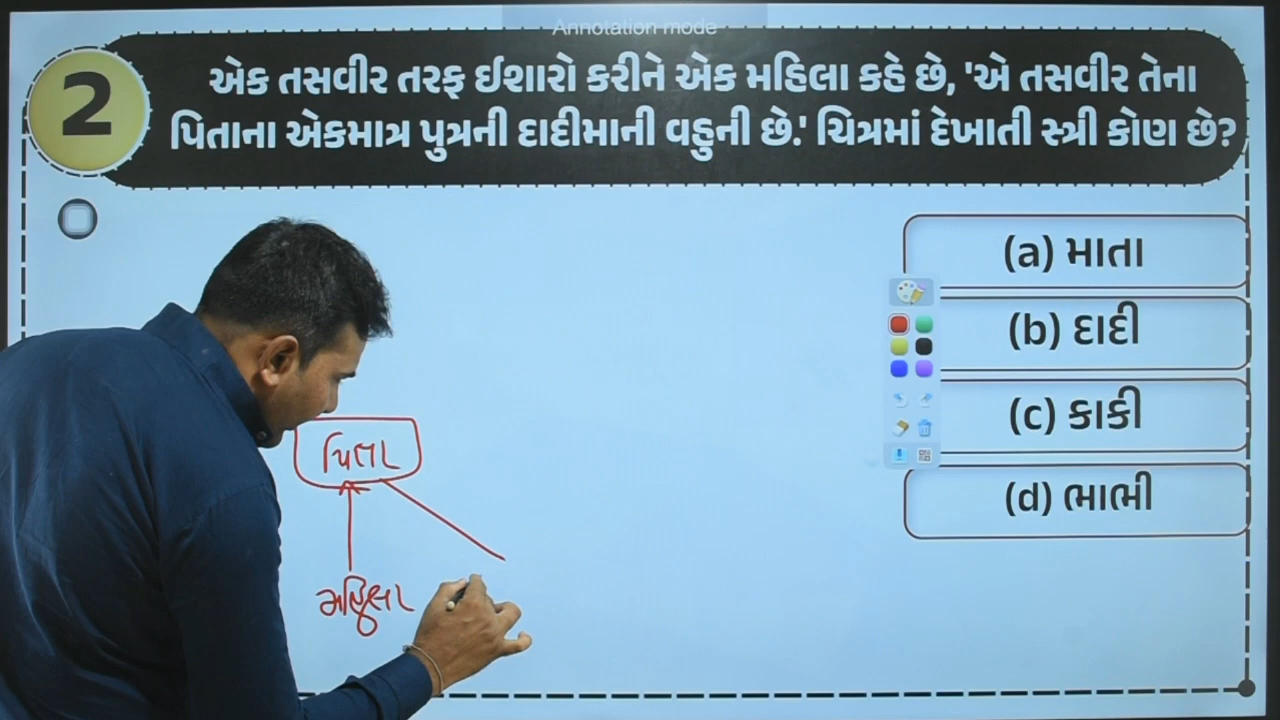 Annotation mode
2
એક તસવીર તરફ ઈશારો કરીને એક મહિલા કહે છે, 'એ તસવીર તેના
પિતાના એકમાત્ર પુત્રની દાદીમાની વહુની છે.' ચિત્રમાં દેખાતી સ્ત્રી કોણ છે?
(a) માતા
(b) દાદી
(c) કાકી
(d) ભાભી
પિતા
મહિલા